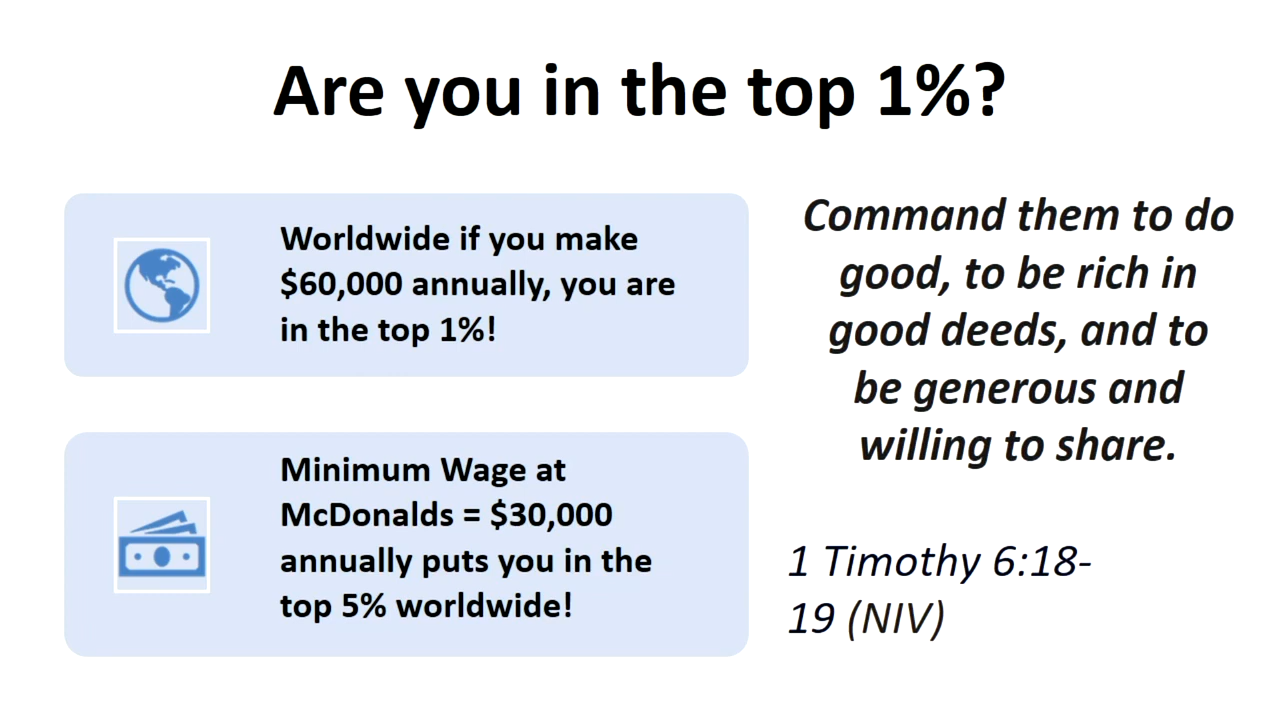 Are you in the top 1%?
Worldwide if you make
$60,000 annually, you are
in the top 1%!
Minimum Wage at
McDonalds = $30,000
annually puts you in the
top 5% worldwide!
Command them to do
good, to be rich in
good deeds, and to
be generous and
willing to share.
1 Timothy 6:18-
19 (NIV)